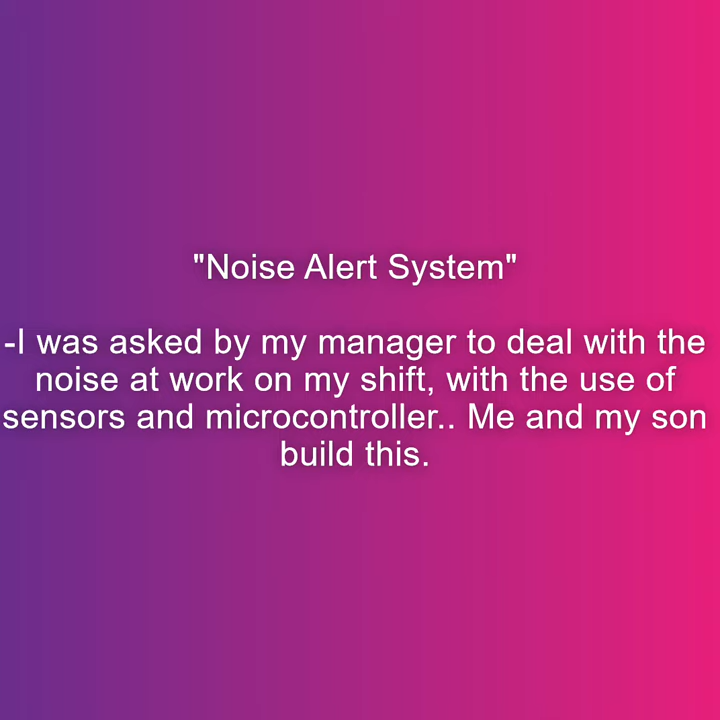 "Noise Alert System"
-I was asked by my manager to deal with the
noise at work on my shift, with the use of
sensors and microcontroller.. Me and my son
build this.